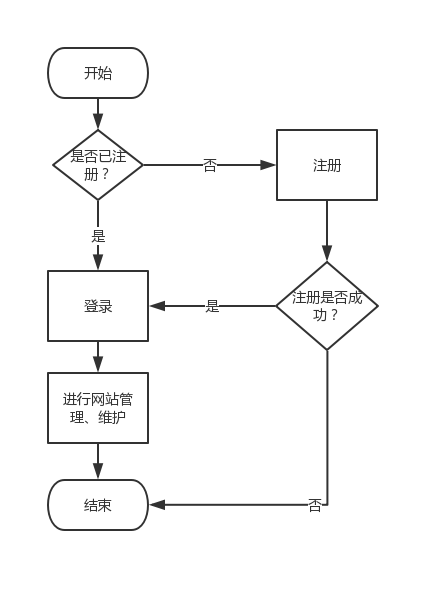 开始
是否已注
册？
否
注册
是
登录
是
注册是否成
功？
进行网站管
理、维护
结束
否